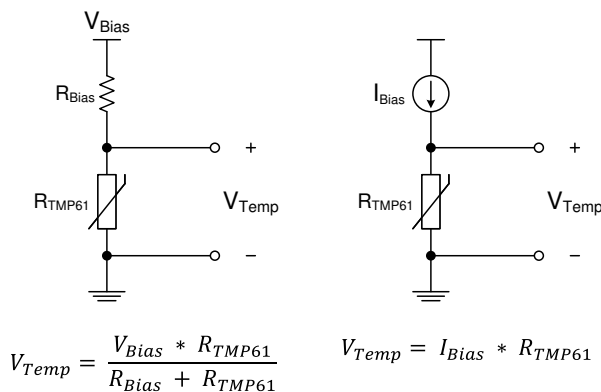 V_Bias
R_Bias
+
R_TMP61
V_Temp
−
I_Bias
+
R_TMP61
V_Temp
−
V_Temp = (V_Bias * R_TMP61) / (R_Bias + R_TMP61)
V_Temp = I_Bias * R_TMP61